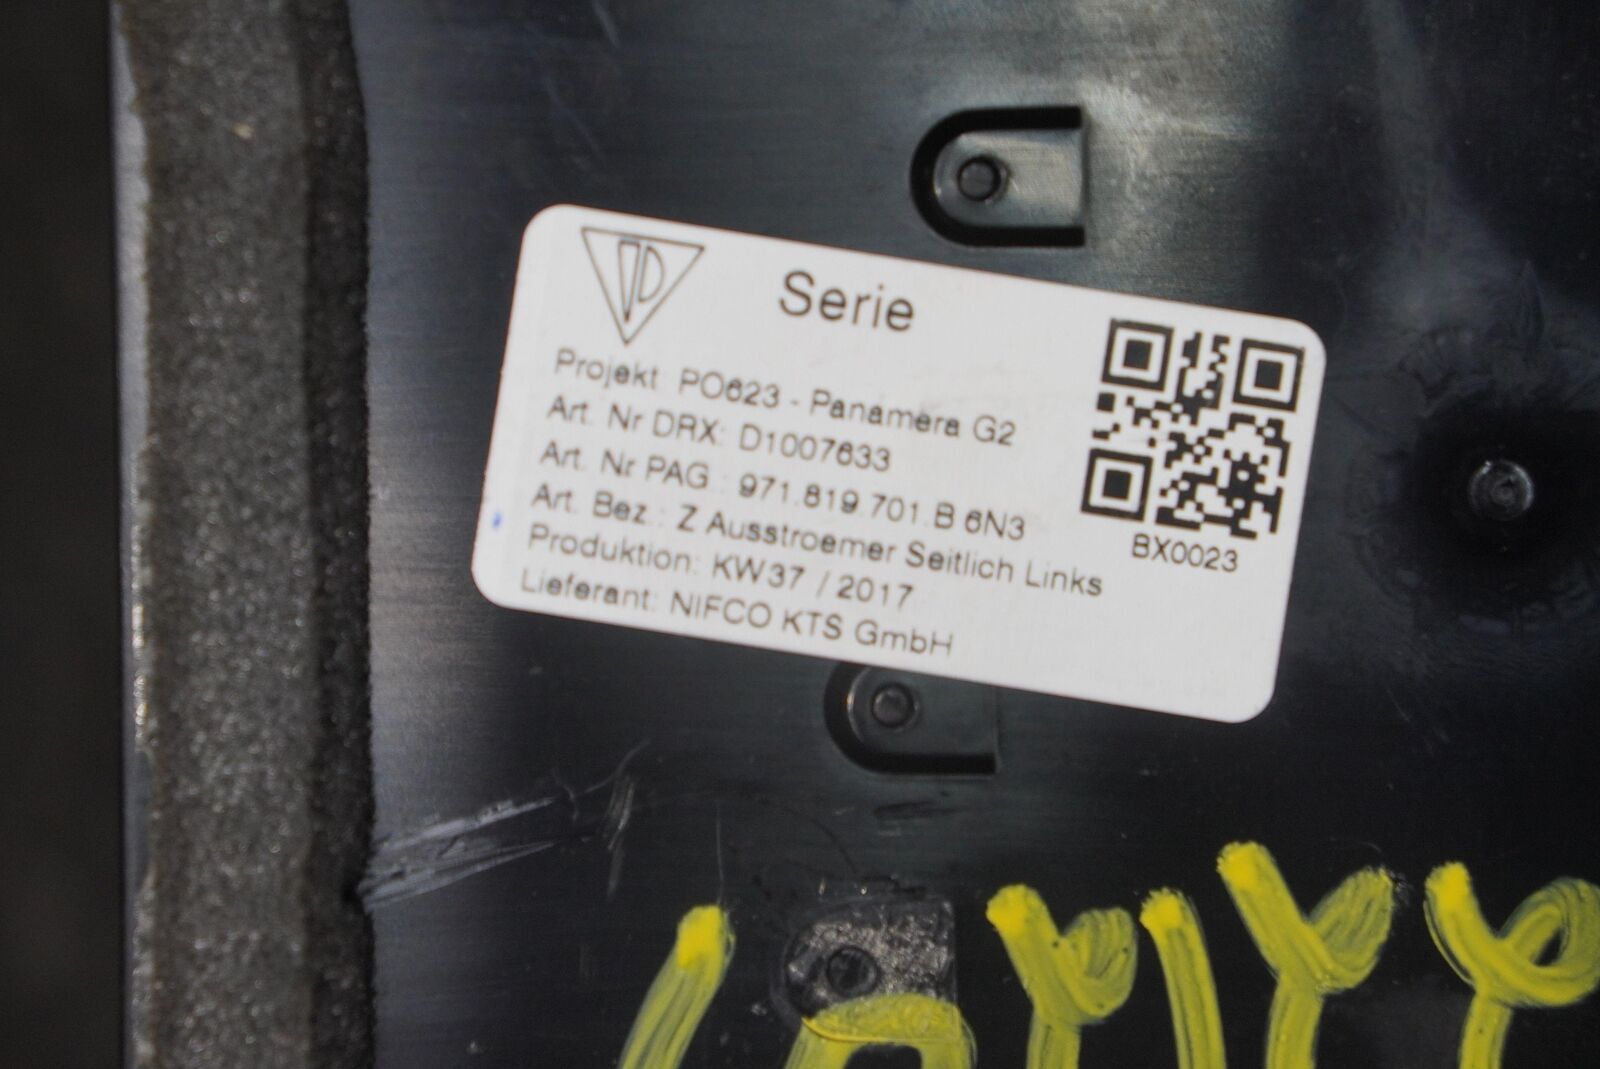 Serie
Projekt PO623 - Panamera G2
Art. Nr DRX: D1007633
Art. Nr PAG : 971.819.701.B 6N3
Art. Bez.: Z Ausstroemer Seitlich Links
Produktion: KW37 / 2017
Lieferant: NIFCO KTS GmbH
BX0023